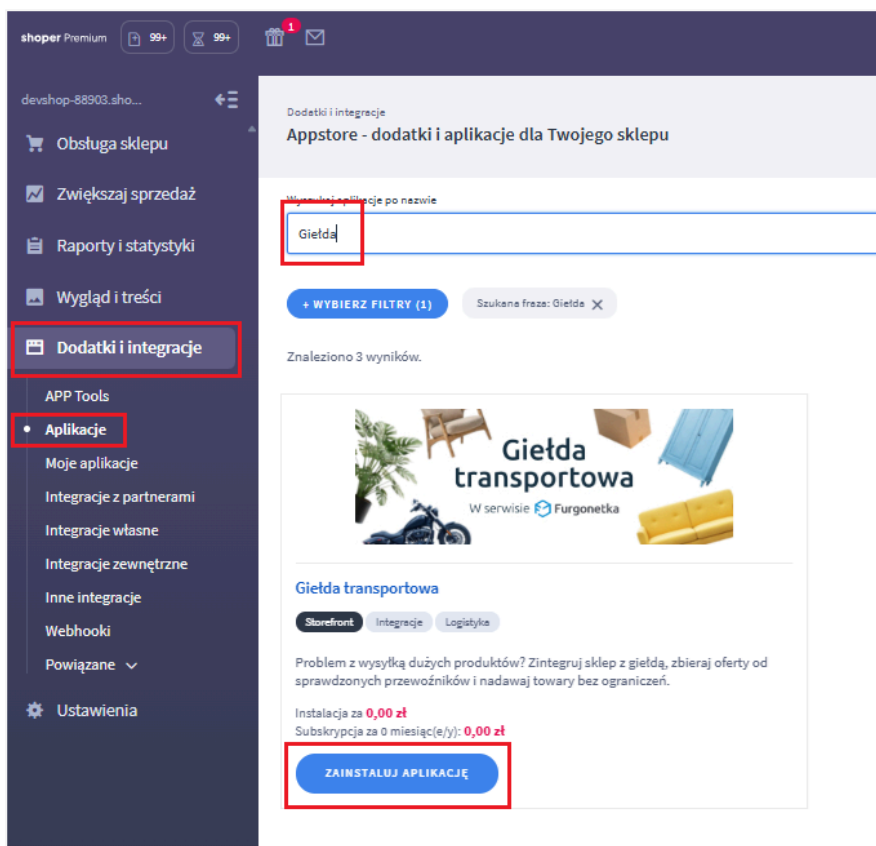 shoper Premium 99+ 99+ 1
devshop-88903.sho...
Obsługa sklepu
Zwiększaj sprzedaż
Raporty i statystyki
Wygląd i treści
Dodatki i integracje
APP Tools
Aplikacje
Moje aplikacje
Integracje z partnerami
Integracje własne
Integracje zewnętrzne
Inne integracje
Webhooki
Powiązane
Ustawienia
Dodatki i integracje
Appstore - dodatki i aplikacje dla Twojego sklepu
Wyszukaj aplikacje po nazwie
Giełda
+ WYBIERZ FILTRY (1) Szukana fraza: Giełda
Znaleziono 3 wyników.
Giełda
transportowa
W serwisie Furgonetka
Giełda transportowa
Storefront Integracje Logistyka
Problem z wysyłką dużych produktów? Zintegruj sklep z giełdą, zbieraj oferty od
sprawdzonych przewoźników i nadawaj towary bez ograniczeń.
Instalacja za 0,00 zł
Subskrypcja za 0 miesiąc(e/y): 0,00 zł
ZAINSTALUJ APLIKACJĘ